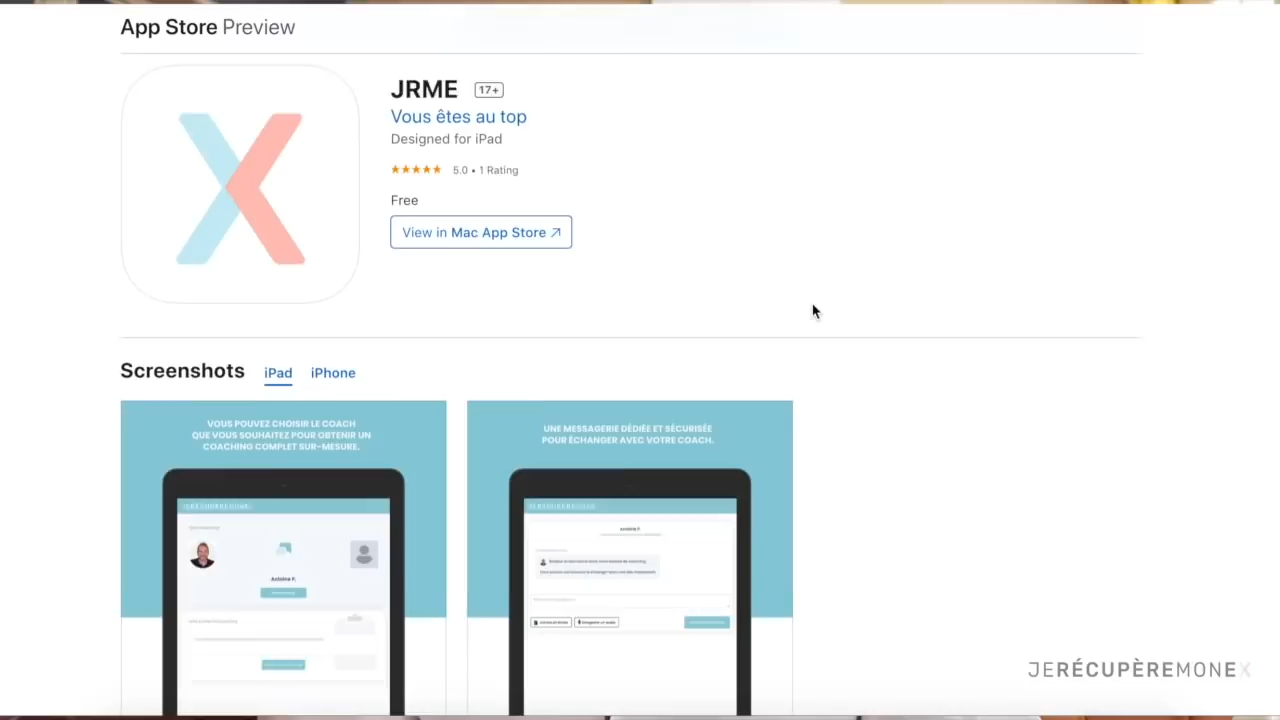 App Store Preview
JRME 17+
Vous êtes au top
Designed for iPad
5.0 • 1 Rating
Free
View in Mac App Store
Screenshots iPad iPhone
VOUS POUVEZ CHOISIR LE COACH
QUE VOUS SOUHAITEZ POUR OBTENIR UN
COACHING COMPLET SUR-MESURE.
UNE MESSAGERIE DÉDIÉE ET SÉCURISÉE
POUR ÉCHANGER AVEC VOTRE COACH.
Antoine F.
Antoine F.
JERÉCUPÈREMONEX